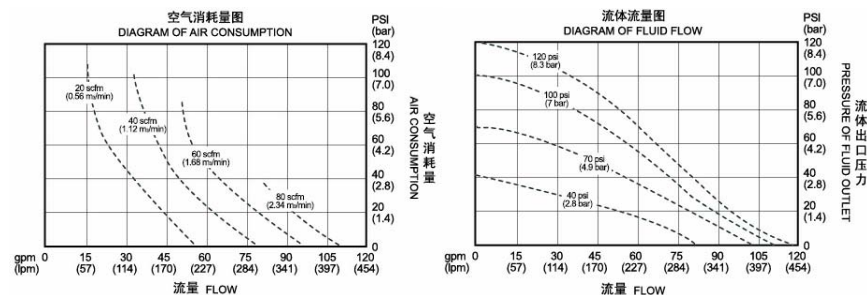 空气消耗量图
DIAGRAM OF AIR CONSUMPTION
PSI
(bar)
120
(8.4)
100
(7.0)
80
(5.6)
60
(4.2)
40
(2.8)
20
(1.4)
0
空气消耗量
AIR CONSUMPTION
20 scfm
(0.56 m₃/min)
40 scfm
(1.12 m₃/min)
60 scfm
(1.68 m₃/min)
80 scfm
(2.34 m₃/min)
gpm 15 30 45 60 75 90 105 120
(lpm) (57) (114) (170) (227) (284) (341) (397) (454)
流量 FLOW
流体流量图
DIAGRAM OF FLUID FLOW
PSI
(bar)
120
(8.4)
100
(7.0)
80
(5.6)
60
(4.2)
40
(2.8)
20
(1.4)
0
流体出口压力
PRESSURE OF FLUID OUTLET
120 psi
(8.3 bar)
100 psi
(7 bar)
70 psi
(4.9 bar)
40 psi
(2.8 bar)
gpm 15 30 45 60 75 90 105 120
(lpm) (57) (114) (170) (227) (284) (341) (397) (454)
流量 FLOW